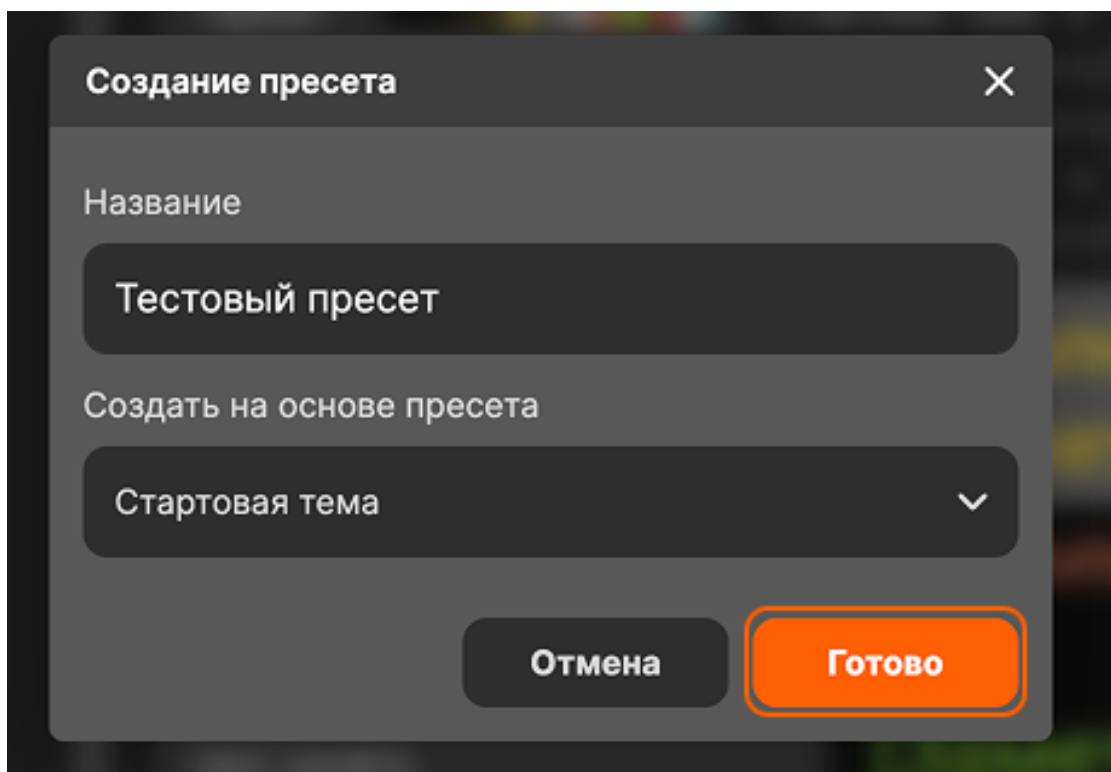 Создание пресета
Название
Тестовый пресет
Создать на основе пресета
Стартовая тема
Отмена
Готово